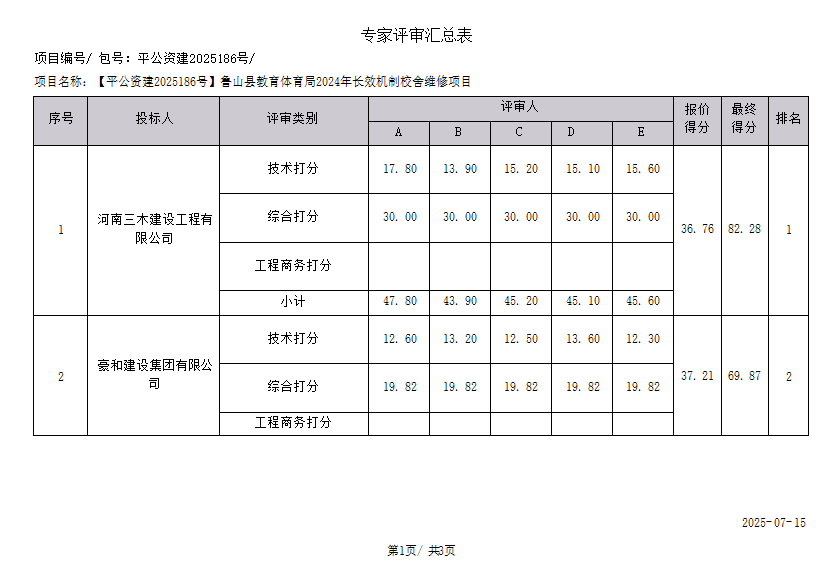 专家评审汇总表
项目编号/ 包号：平公资建2025186号/
项目名称：【平公资建2025186号】鲁山县教育体育局2024年长效机制校舍维修项目
序号 投标人 评审类别 评审人 报价得分 最终得分 排名
A B C D E
1 河南三木建设工程有限公司 技术打分 17.80 13.90 15.20 15.10 15.60 36.76 82.28 1
综合打分 30.00 30.00 30.00 30.00 30.00
工程商务打分
小计 47.80 43.90 45.20 45.10 45.60
2 豪和建设集团有限公司 技术打分 12.60 13.20 12.50 13.60 12.30 37.21 69.87 2
综合打分 19.82 19.82 19.82 19.82 19.82
工程商务打分
2025-07-15
第1页/ 共3页